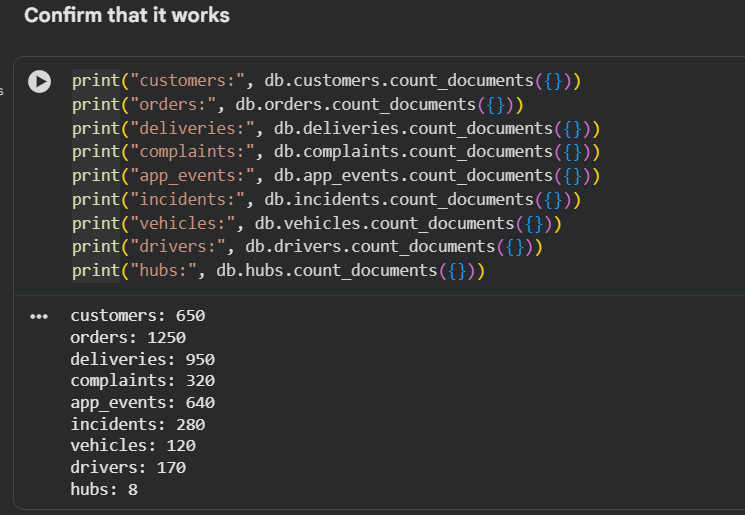 Confirm that it works
print("customers:", db.customers.count_documents({}))
print("orders:", db.orders.count_documents({}))
print("deliveries:", db.deliveries.count_documents({}))
print("complaints:", db.complaints.count_documents({}))
print("app_events:", db.app_events.count_documents({}))
print("incidents:", db.incidents.count_documents({}))
print("vehicles:", db.vehicles.count_documents({}))
print("drivers:", db.drivers.count_documents({}))
print("hubs:", db.hubs.count_documents({}))
customers: 650
orders: 1250
deliveries: 950
complaints: 320
app_events: 640
incidents: 280
vehicles: 120
drivers: 170
hubs: 8